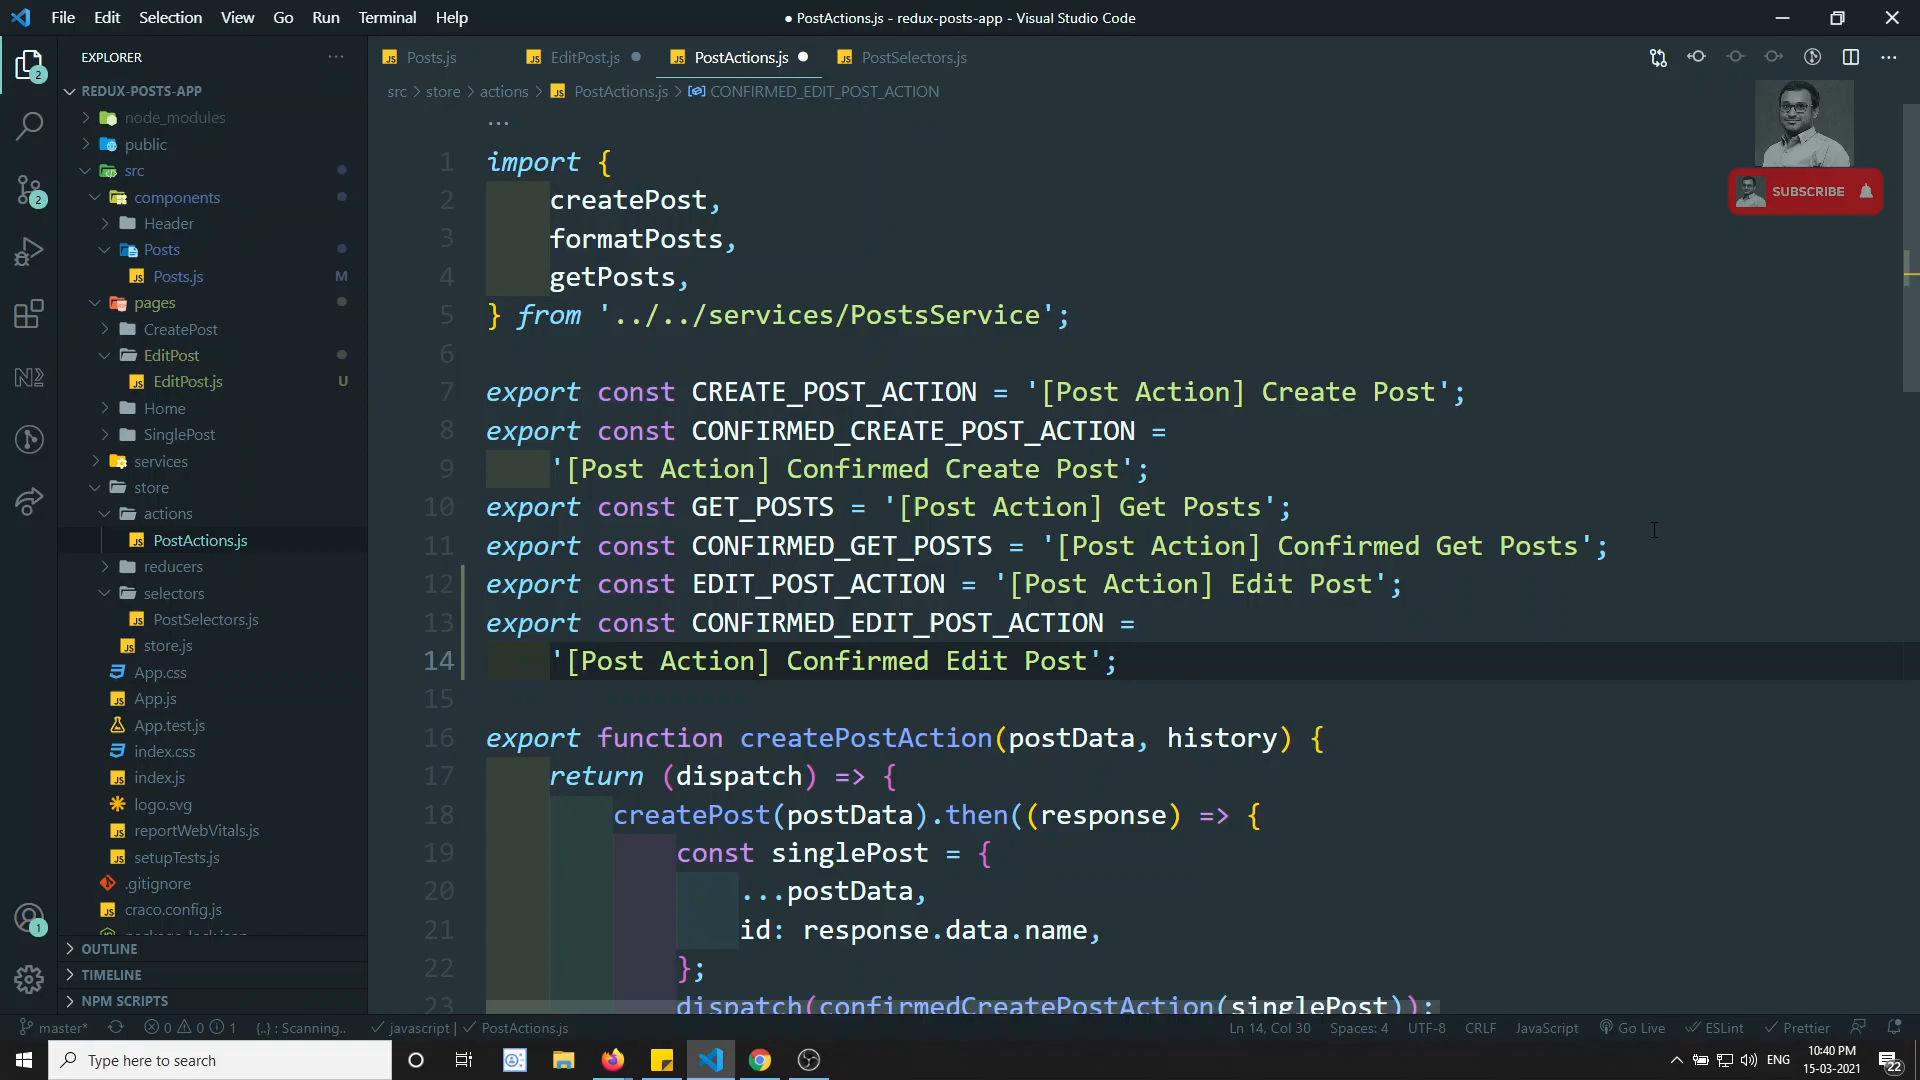 File Edit Selection View Go Run Terminal Help
● PostActions.js - redux-posts-app - Visual Studio Code
EXPLORER
REDUX-POSTS-APP
node_modules
public
src
components
Header
Posts
Posts.js M
pages
CreatePost
EditPost
EditPost.js U
Home
SinglePost
services
store
actions
PostActions.js
reducers
selectors
PostSelectors.js
store.js
App.css
App.js
App.test.js
index.css
index.js
logo.svg
reportWebVitals.js
setupTests.js
.gitignore
craco.config.js
package-lock.json
OUTLINE
TIMELINE
NPM SCRIPTS
2
2
1
Posts.js EditPost.js PostActions.js PostSelectors.js
src > store > actions > PostActions.js > CONFIRMED_EDIT_POST_ACTION
SUBSCRIBE
...
1 import {
2 createPost,
3 formatPosts,
4 getPosts,
5 } from '../../services/PostsService';
6
7 export const CREATE_POST_ACTION = '[Post Action] Create Post';
8 export const CONFIRMED_CREATE_POST_ACTION =
9 '[Post Action] Confirmed Create Post';
10 export const GET_POSTS = '[Post Action] Get Posts';
11 export const CONFIRMED_GET_POSTS = '[Post Action] Confirmed Get Posts';
12 export const EDIT_POST_ACTION = '[Post Action] Edit Post';
13 export const CONFIRMED_EDIT_POST_ACTION =
14 '[Post Action] Confirmed Edit Post';
15
16 export function createPostAction(postData, history) {
17 return (dispatch) => {
18 createPost(postData).then((response) => {
19 const singlePost = {
20 ...postData,
21 id: response.data.name,
22 };
23 dispatch(confirmedCreatePostAction(singlePost));
master* 0 0 1 {..} : Scanning.. javascript | PostActions.js
Ln 14, Col 30 Spaces: 4 UTF-8 CRLF JavaScript Go Live ESLint Prettier
Type here to search
ENG
10:40 PM
15-03-2021
22